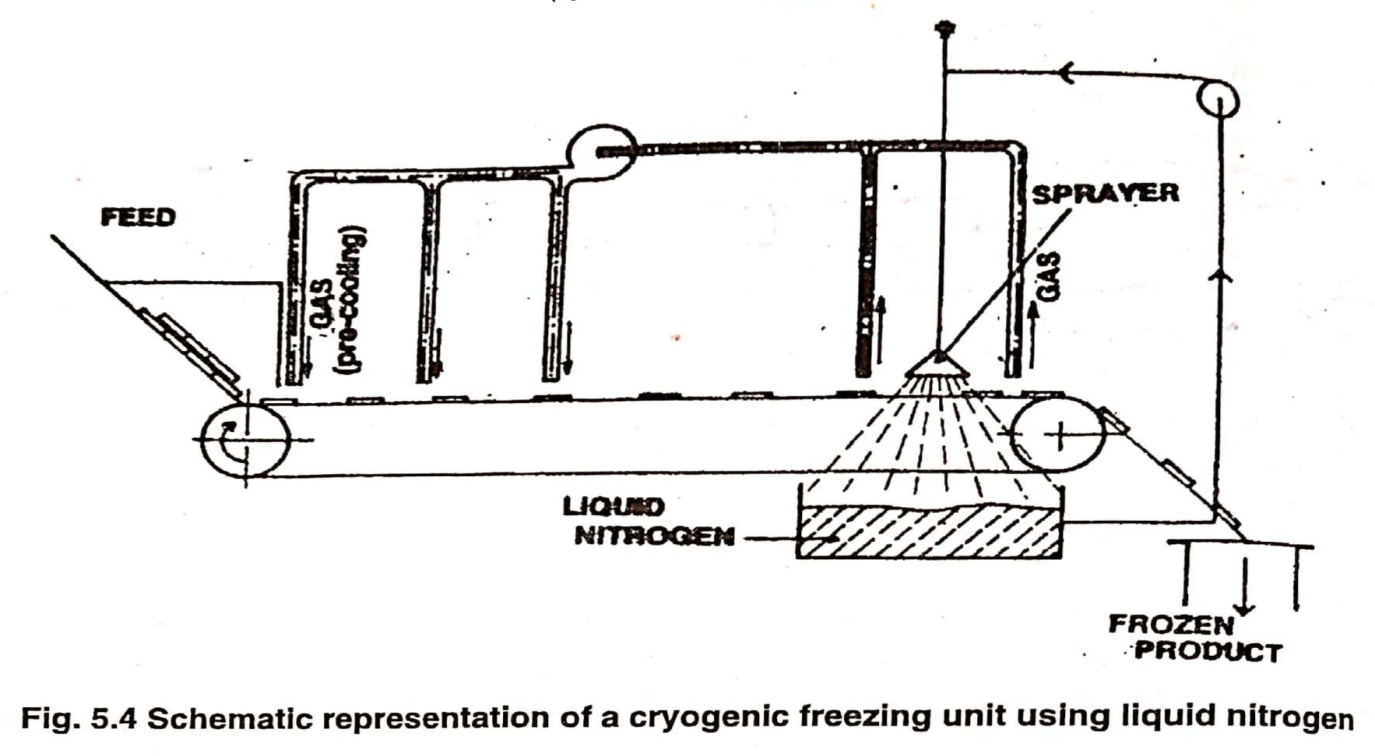 FEED
GAS
(pre-cooling)
SPRAYER
GAS
LIQUID
NITROGEN
FROZEN
PRODUCT
Fig. 5.4 Schematic representation of a cryogenic freezing unit using liquid nitrogen